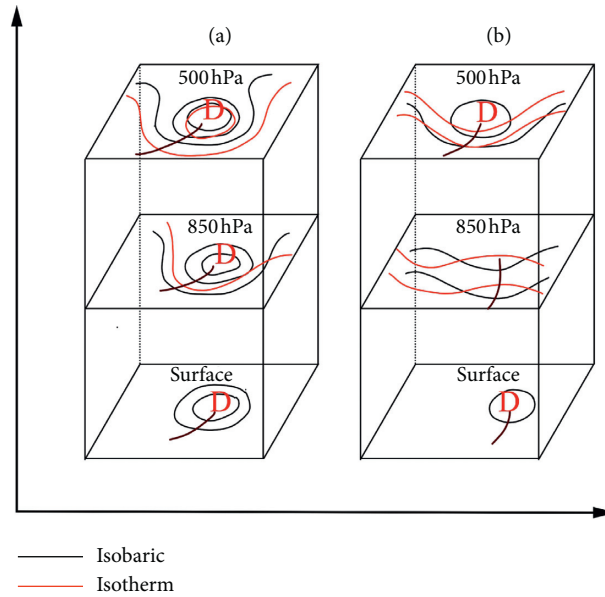 (a)
(b)
500 hPa
D
500 hPa
D
850 hPa
D
850 hPa
Surface
D
Surface
D
Isobaric
Isotherm